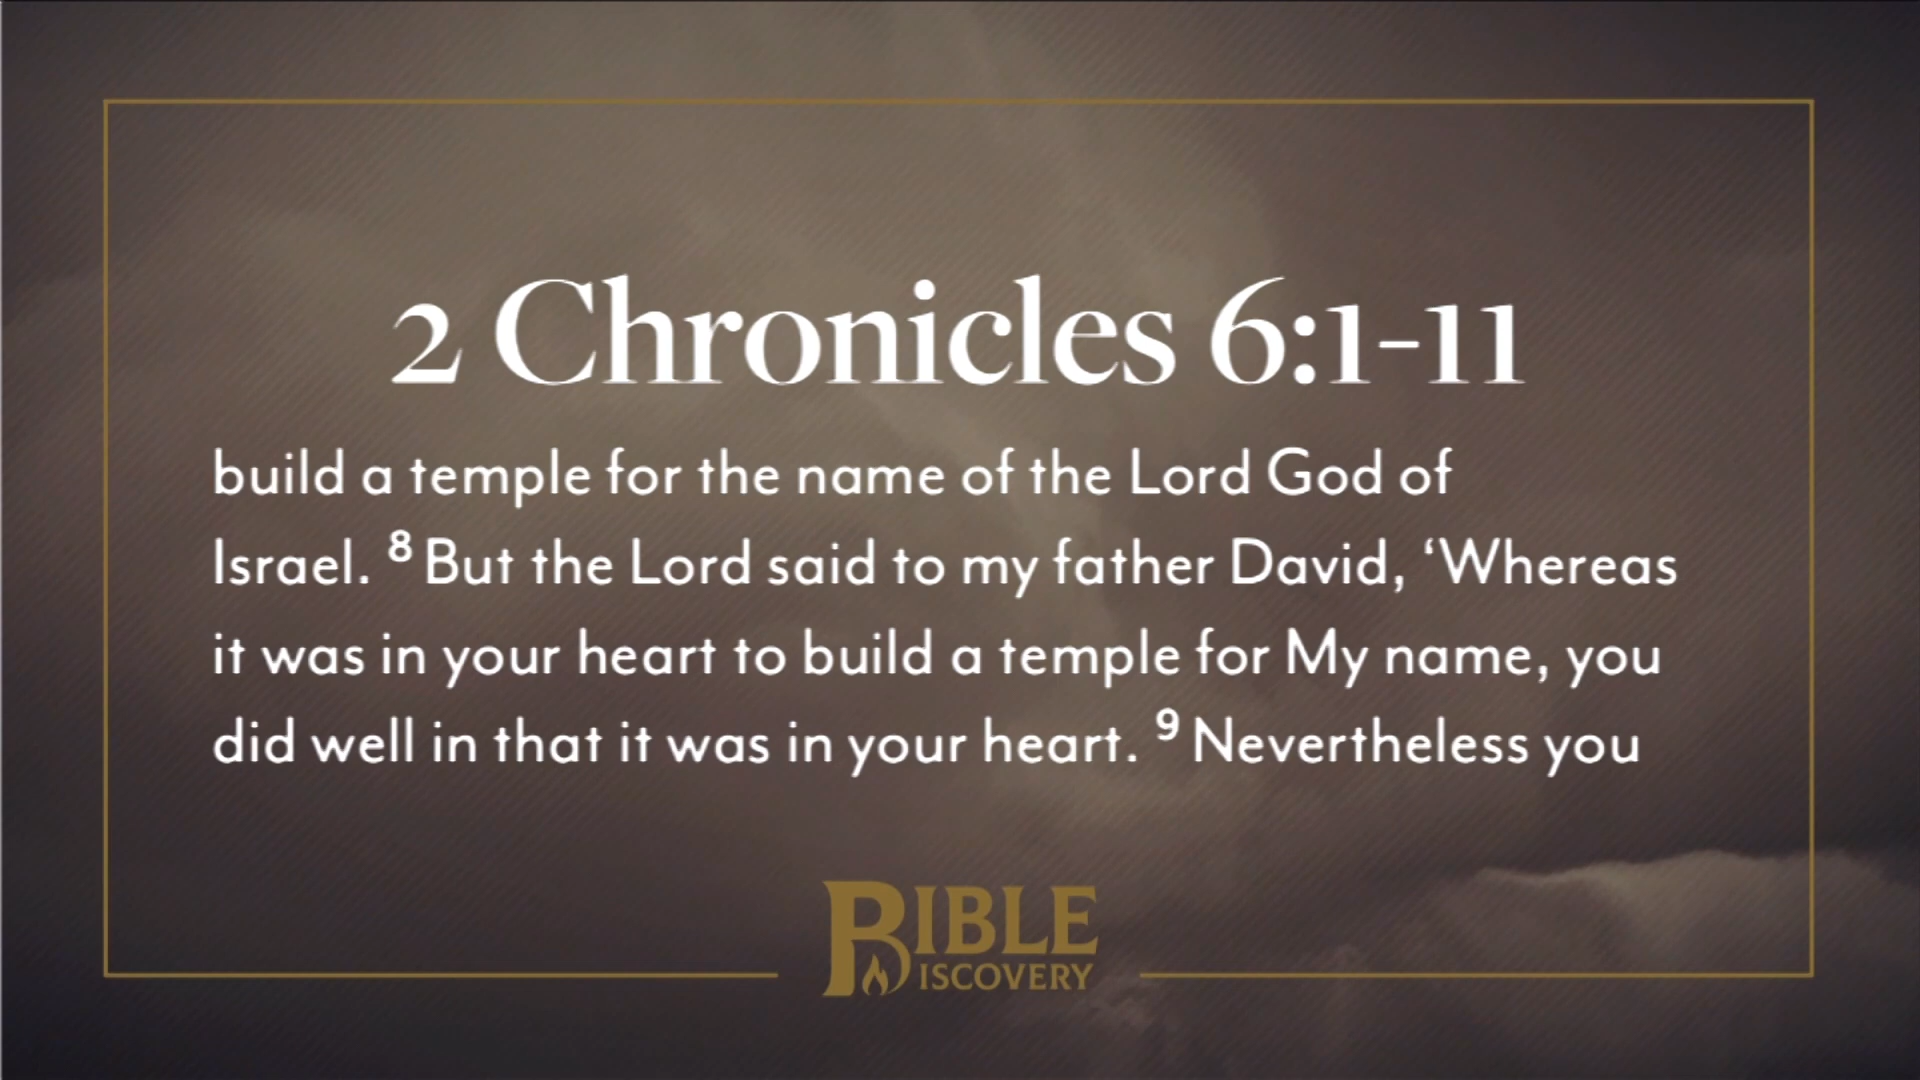 2 Chronicles 6:1-11
build a temple for the name of the Lord God of
Israel. 8 But the Lord said to my father David, ‘Whereas
it was in your heart to build a temple for My name, you
did well in that it was in your heart. 9 Nevertheless you
BIBLE
DISCOVERY